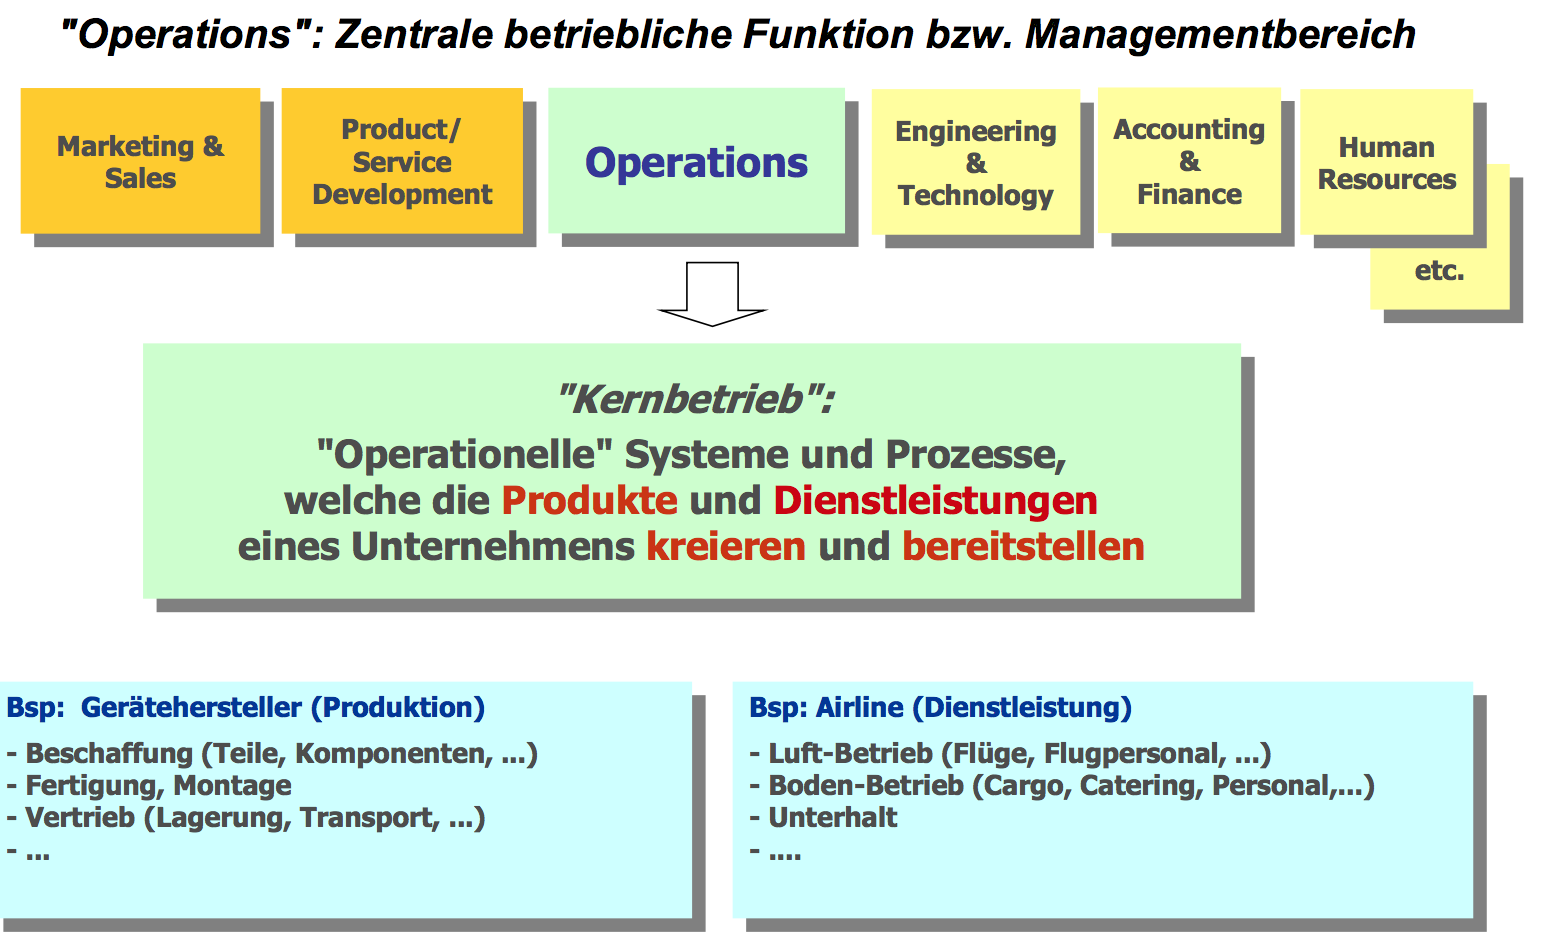 "Operations": Zentrale betriebliche Funktion bzw. Managementbereich
Marketing &
Sales
Product/
Service
Development
Operations
Engineering
&
Technology
Accounting
&
Finance
Human
Resources
etc.
"Kernbetrieb":
"Operationelle" Systeme und Prozesse,
welche die Produkte und Dienstleistungen
eines Unternehmens kreieren und bereitstellen
Bsp:  Gerätehersteller (Produktion)
- Beschaffung (Teile, Komponenten, ...)
- Fertigung, Montage
- Vertrieb (Lagerung, Transport, ...)
- ...
Bsp: Airline (Dienstleistung)
- Luft-Betrieb (Flüge, Flugpersonal, ...)
- Boden-Betrieb (Cargo, Catering, Personal,...)
- Unterhalt
- ....